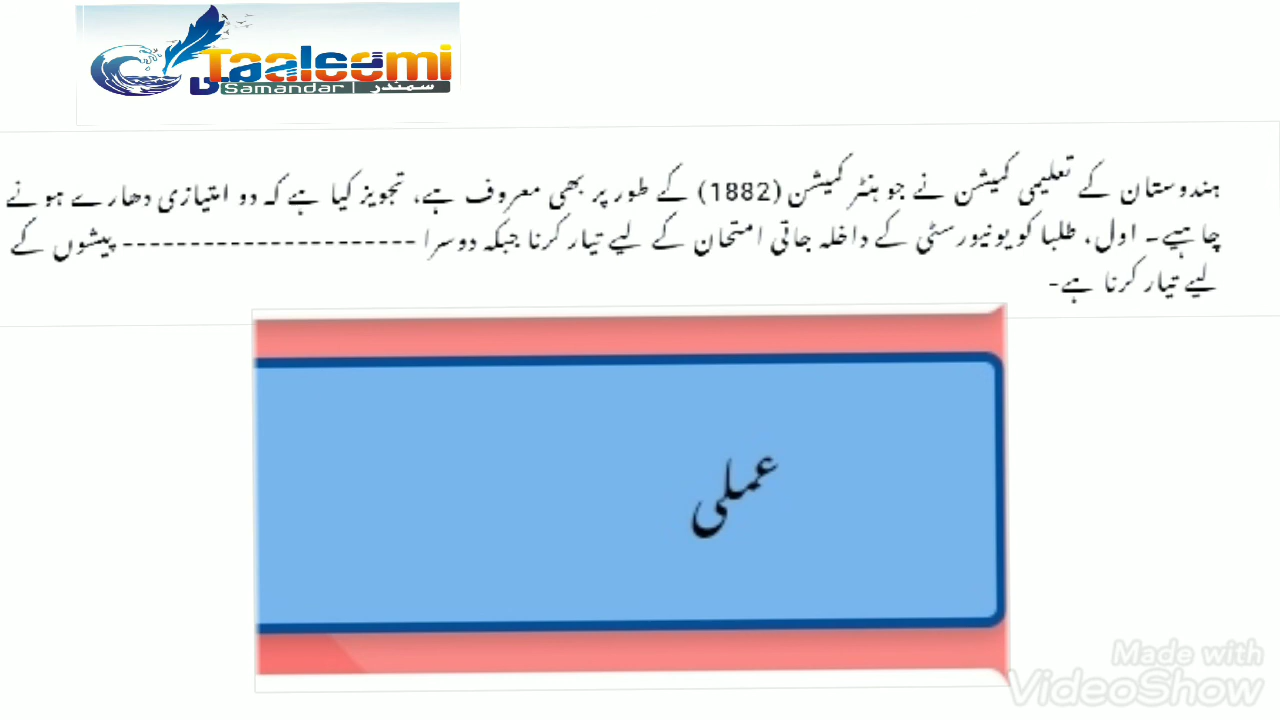 Taaleemi
کا
Samandar | سمندر
ہندوستان کے تعلیمی کمیشن نے جو ہنٹر کمیشن (1882) کے طور پر بھی معروف ہے، تجویز کیا ہے کہ دو امتیازی دھارے ہونے
چاہیے۔ اول، طلبا کو یونیورسٹی کے داخلہ جاتی امتحان کے لیے تیار کرنا جبکہ دوسرا ---------------------- پیشوں کے
لیے تیار کرنا ہے-
عملی
Made with
VideoShow